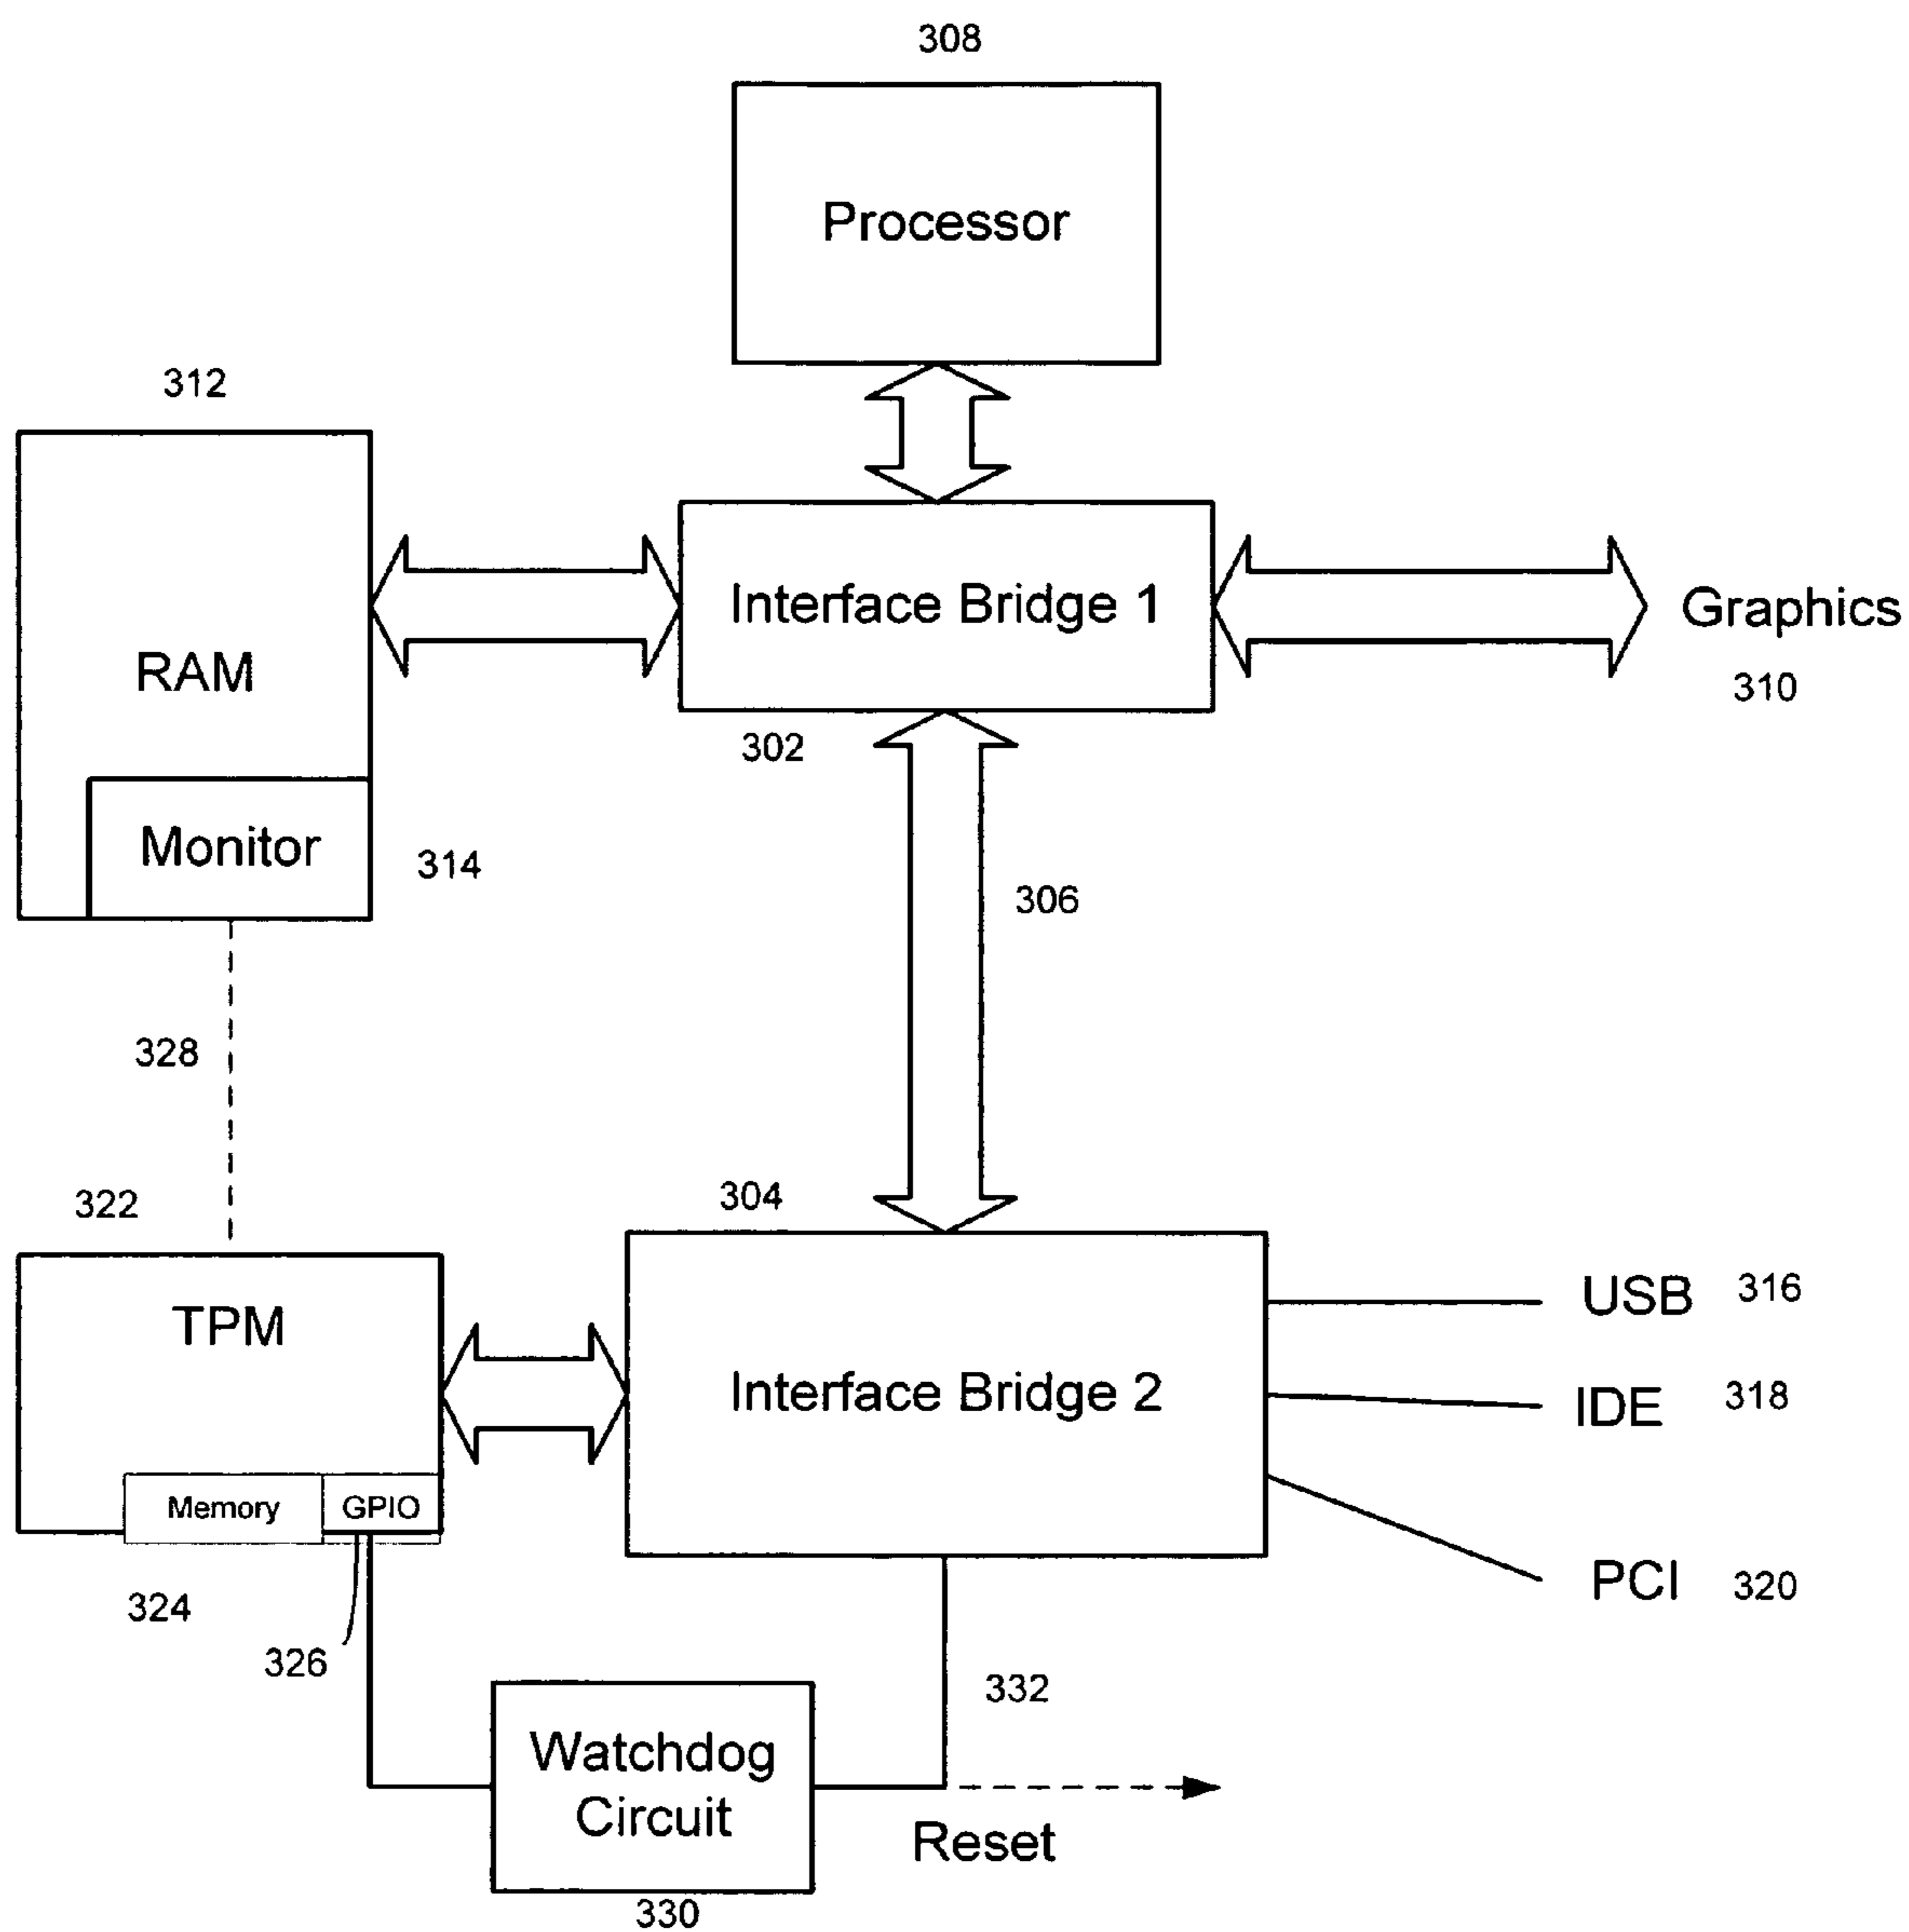 308
Processor
312
RAM
Interface Bridge 1
Graphics
310
302
Monitor
314
306
328
322
304
TPM
Interface Bridge 2
USB
316
IDE
318
Memory
GPIO
PCI
320
324
326
332
Watchdog
Circuit
Reset
330